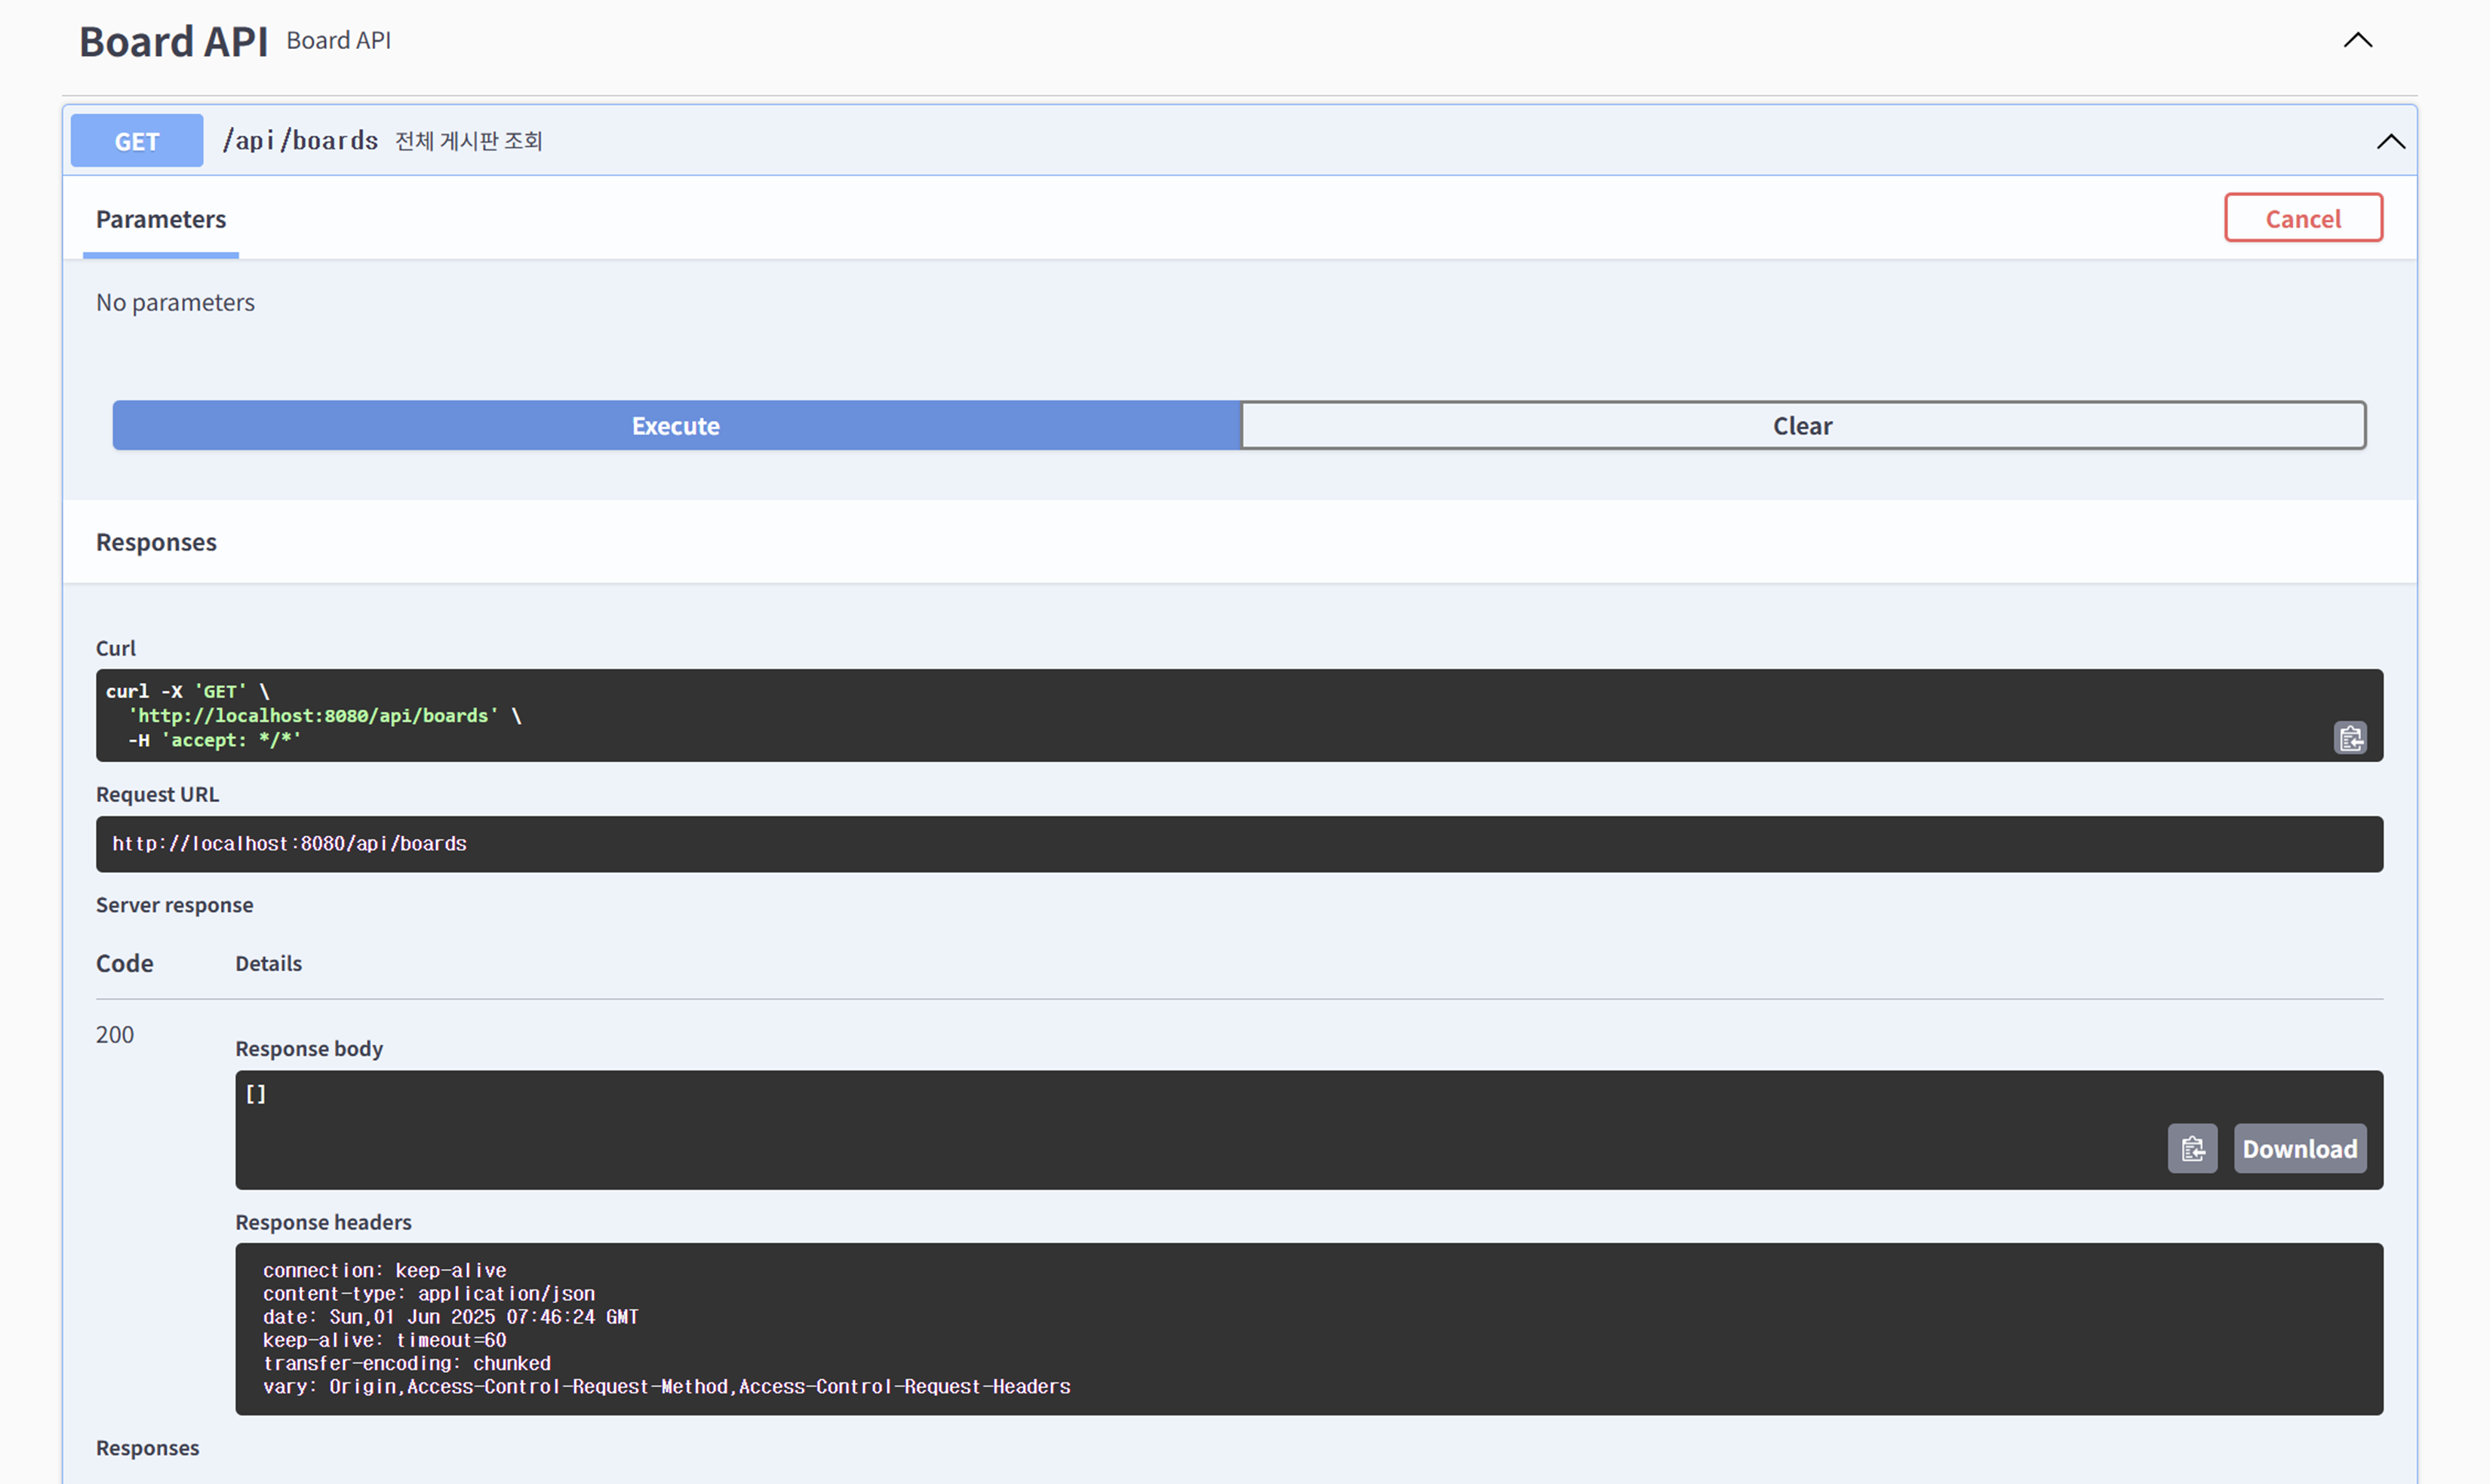 Board API Board API
GET /api/boards 전체 게시판 조회
Parameters Cancel
No parameters
Execute Clear
Responses
Curl
curl -X 'GET' \
'http://localhost:8080/api/boards' \
-H 'accept: */*'
Request URL
http://localhost:8080/api/boards
Server response
Code Details
200
Response body
[]
Download
Response headers
connection: keep-alive
content-type: application/json
date: Sun,01 Jun 2025 07:46:24 GMT
keep-alive: timeout=60
transfer-encoding: chunked
vary: Origin,Access-Control-Request-Method,Access-Control-Request-Headers
Responses